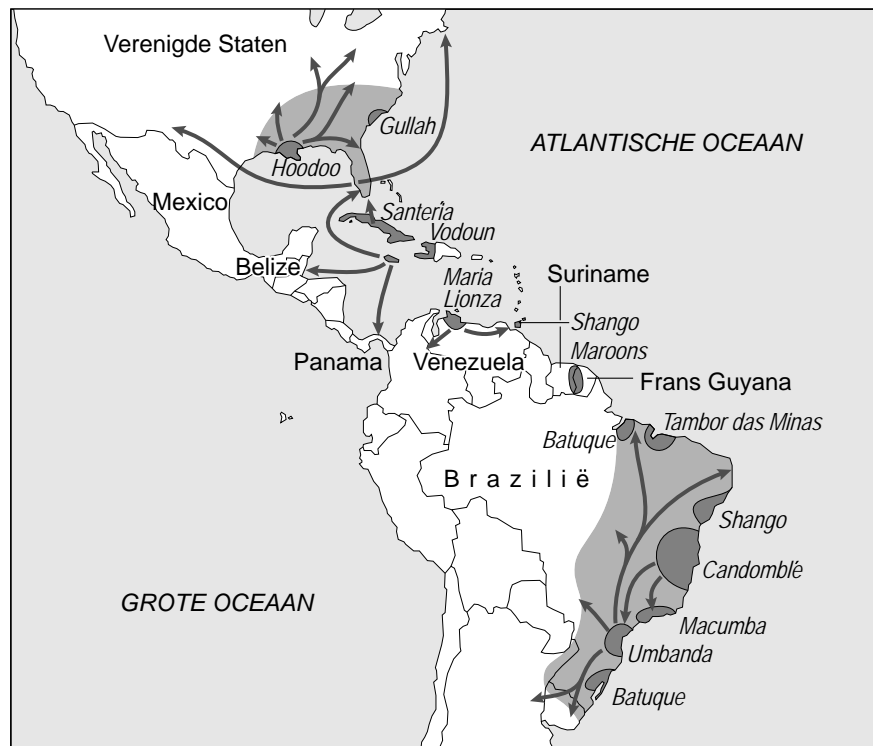 Verenigde Staten
Gullah
ATLANTISCHE OCEAAN
Hoodoo
Mexico
Santeria
Vodoun
Belize
Maria
Lionza
Suriname
Shango
Maroons
Panama
Venezuela
Frans Guyana
Tambor das Minas
Batuque
Brazilië
Shango
Candomblé
GROTE OCEAAN
Macumba
Umbanda
Batuque